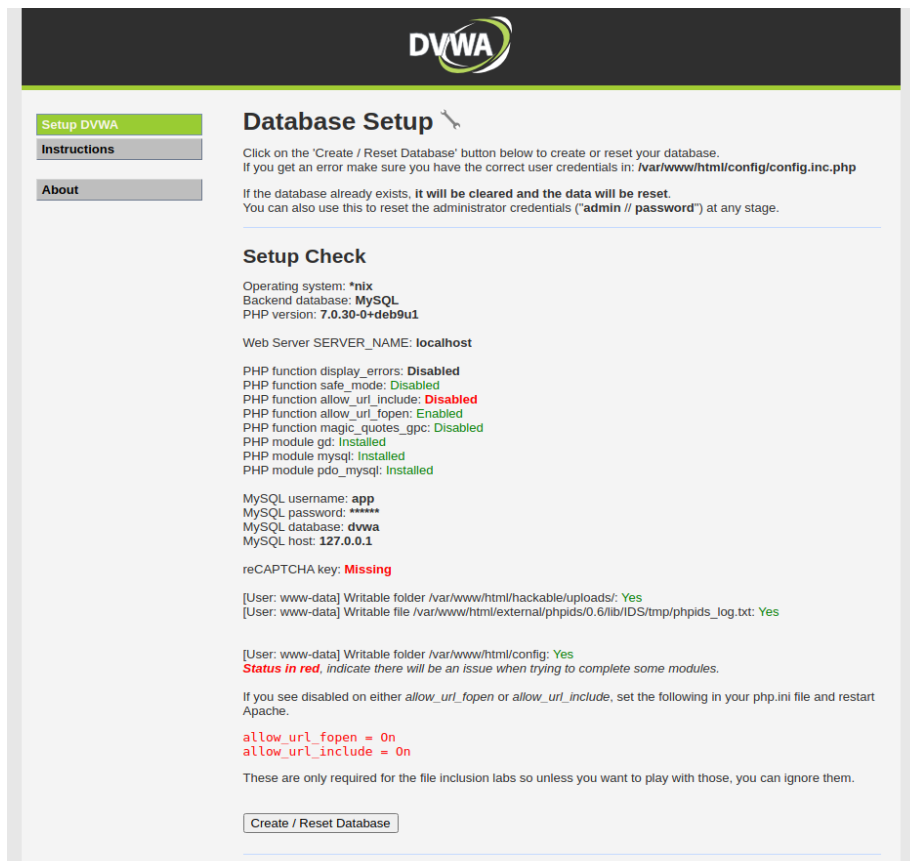 DVWA
Setup DVWA
Instructions
About
Database Setup
Click on the 'Create / Reset Database' button below to create or reset your database.
If you get an error make sure you have the correct user credentials in: /var/www/html/config/config.inc.php
If the database already exists, it will be cleared and the data will be reset.
You can also use this to reset the administrator credentials ("admin // password") at any stage.
Setup Check
Operating system: *nix
Backend database: MySQL
PHP version: 7.0.30-0+deb9u1
Web Server SERVER_NAME: localhost
PHP function display_errors: Disabled
PHP function safe_mode: Disabled
PHP function allow_url_include: Disabled
PHP function allow_url_fopen: Enabled
PHP function magic_quotes_gpc: Disabled
PHP module gd: Installed
PHP module mysql: Installed
PHP module pdo_mysql: Installed
MySQL username: app
MySQL password: ******
MySQL database: dvwa
MySQL host: 127.0.0.1
reCAPTCHA key: Missing
[User: www-data] Writable folder /var/www/html/hackable/uploads/: Yes
[User: www-data] Writable file /var/www/html/external/phpids/0.6/lib/IDS/tmp/phpids_log.txt: Yes
[User: www-data] Writable folder /var/www/html/config: Yes
Status in red, indicate there will be an issue when trying to complete some modules.
If you see disabled on either allow_url_fopen or allow_url_include, set the following in your php.ini file and restart
Apache.
allow_url_fopen = On
allow_url_include = On
These are only required for the file inclusion labs so unless you want to play with those, you can ignore them.
Create / Reset Database